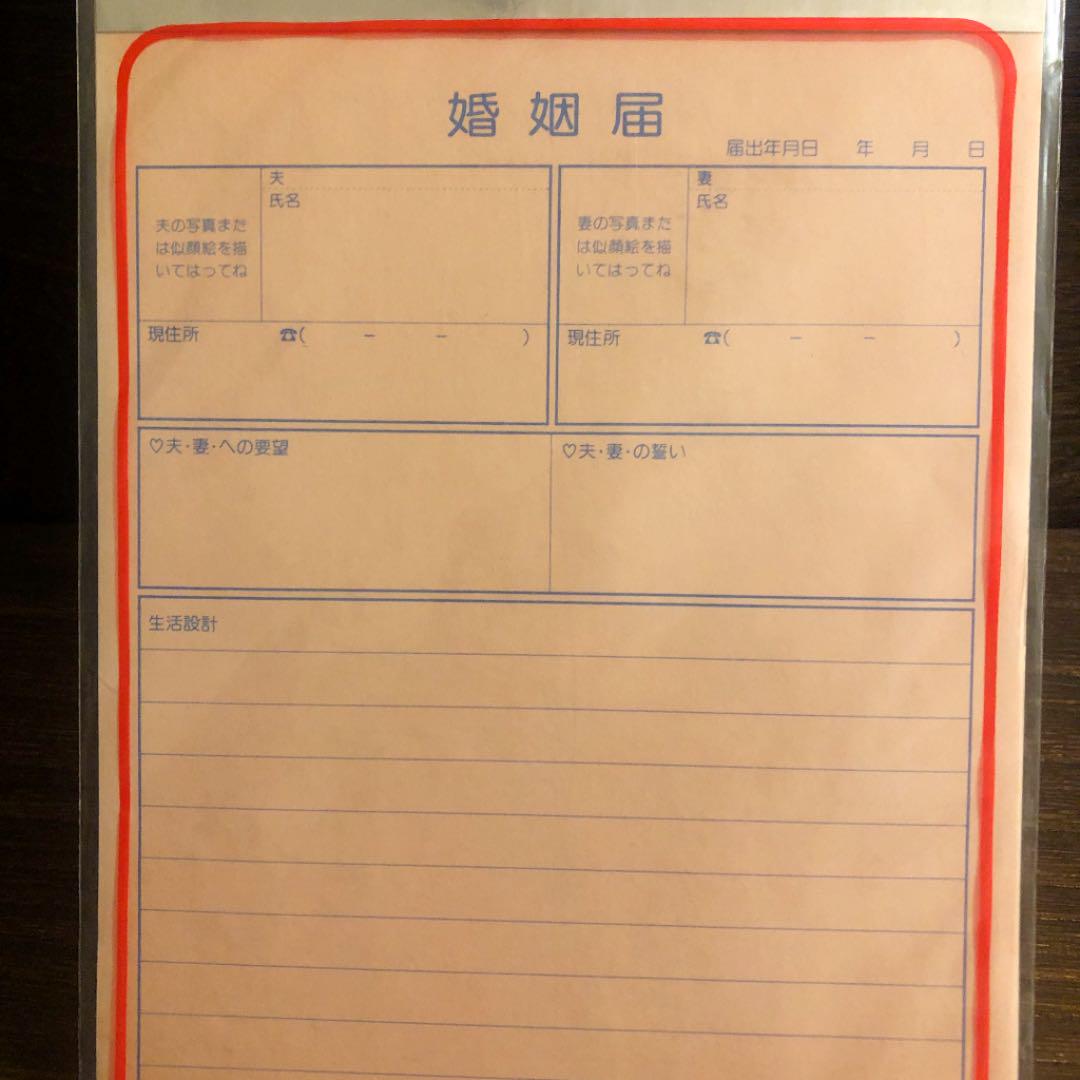 婚姻届
届出年月日　年　月　日
夫
氏名
夫の写真また
は似顔絵を描
いてはってね
現住所　☎(　－　－　)
妻
氏名
妻の写真また
は似顔絵を描
いてはってね
現住所　☎(　－　－　)
♡夫・妻・への要望
♡夫・妻・の誓い
生活設計